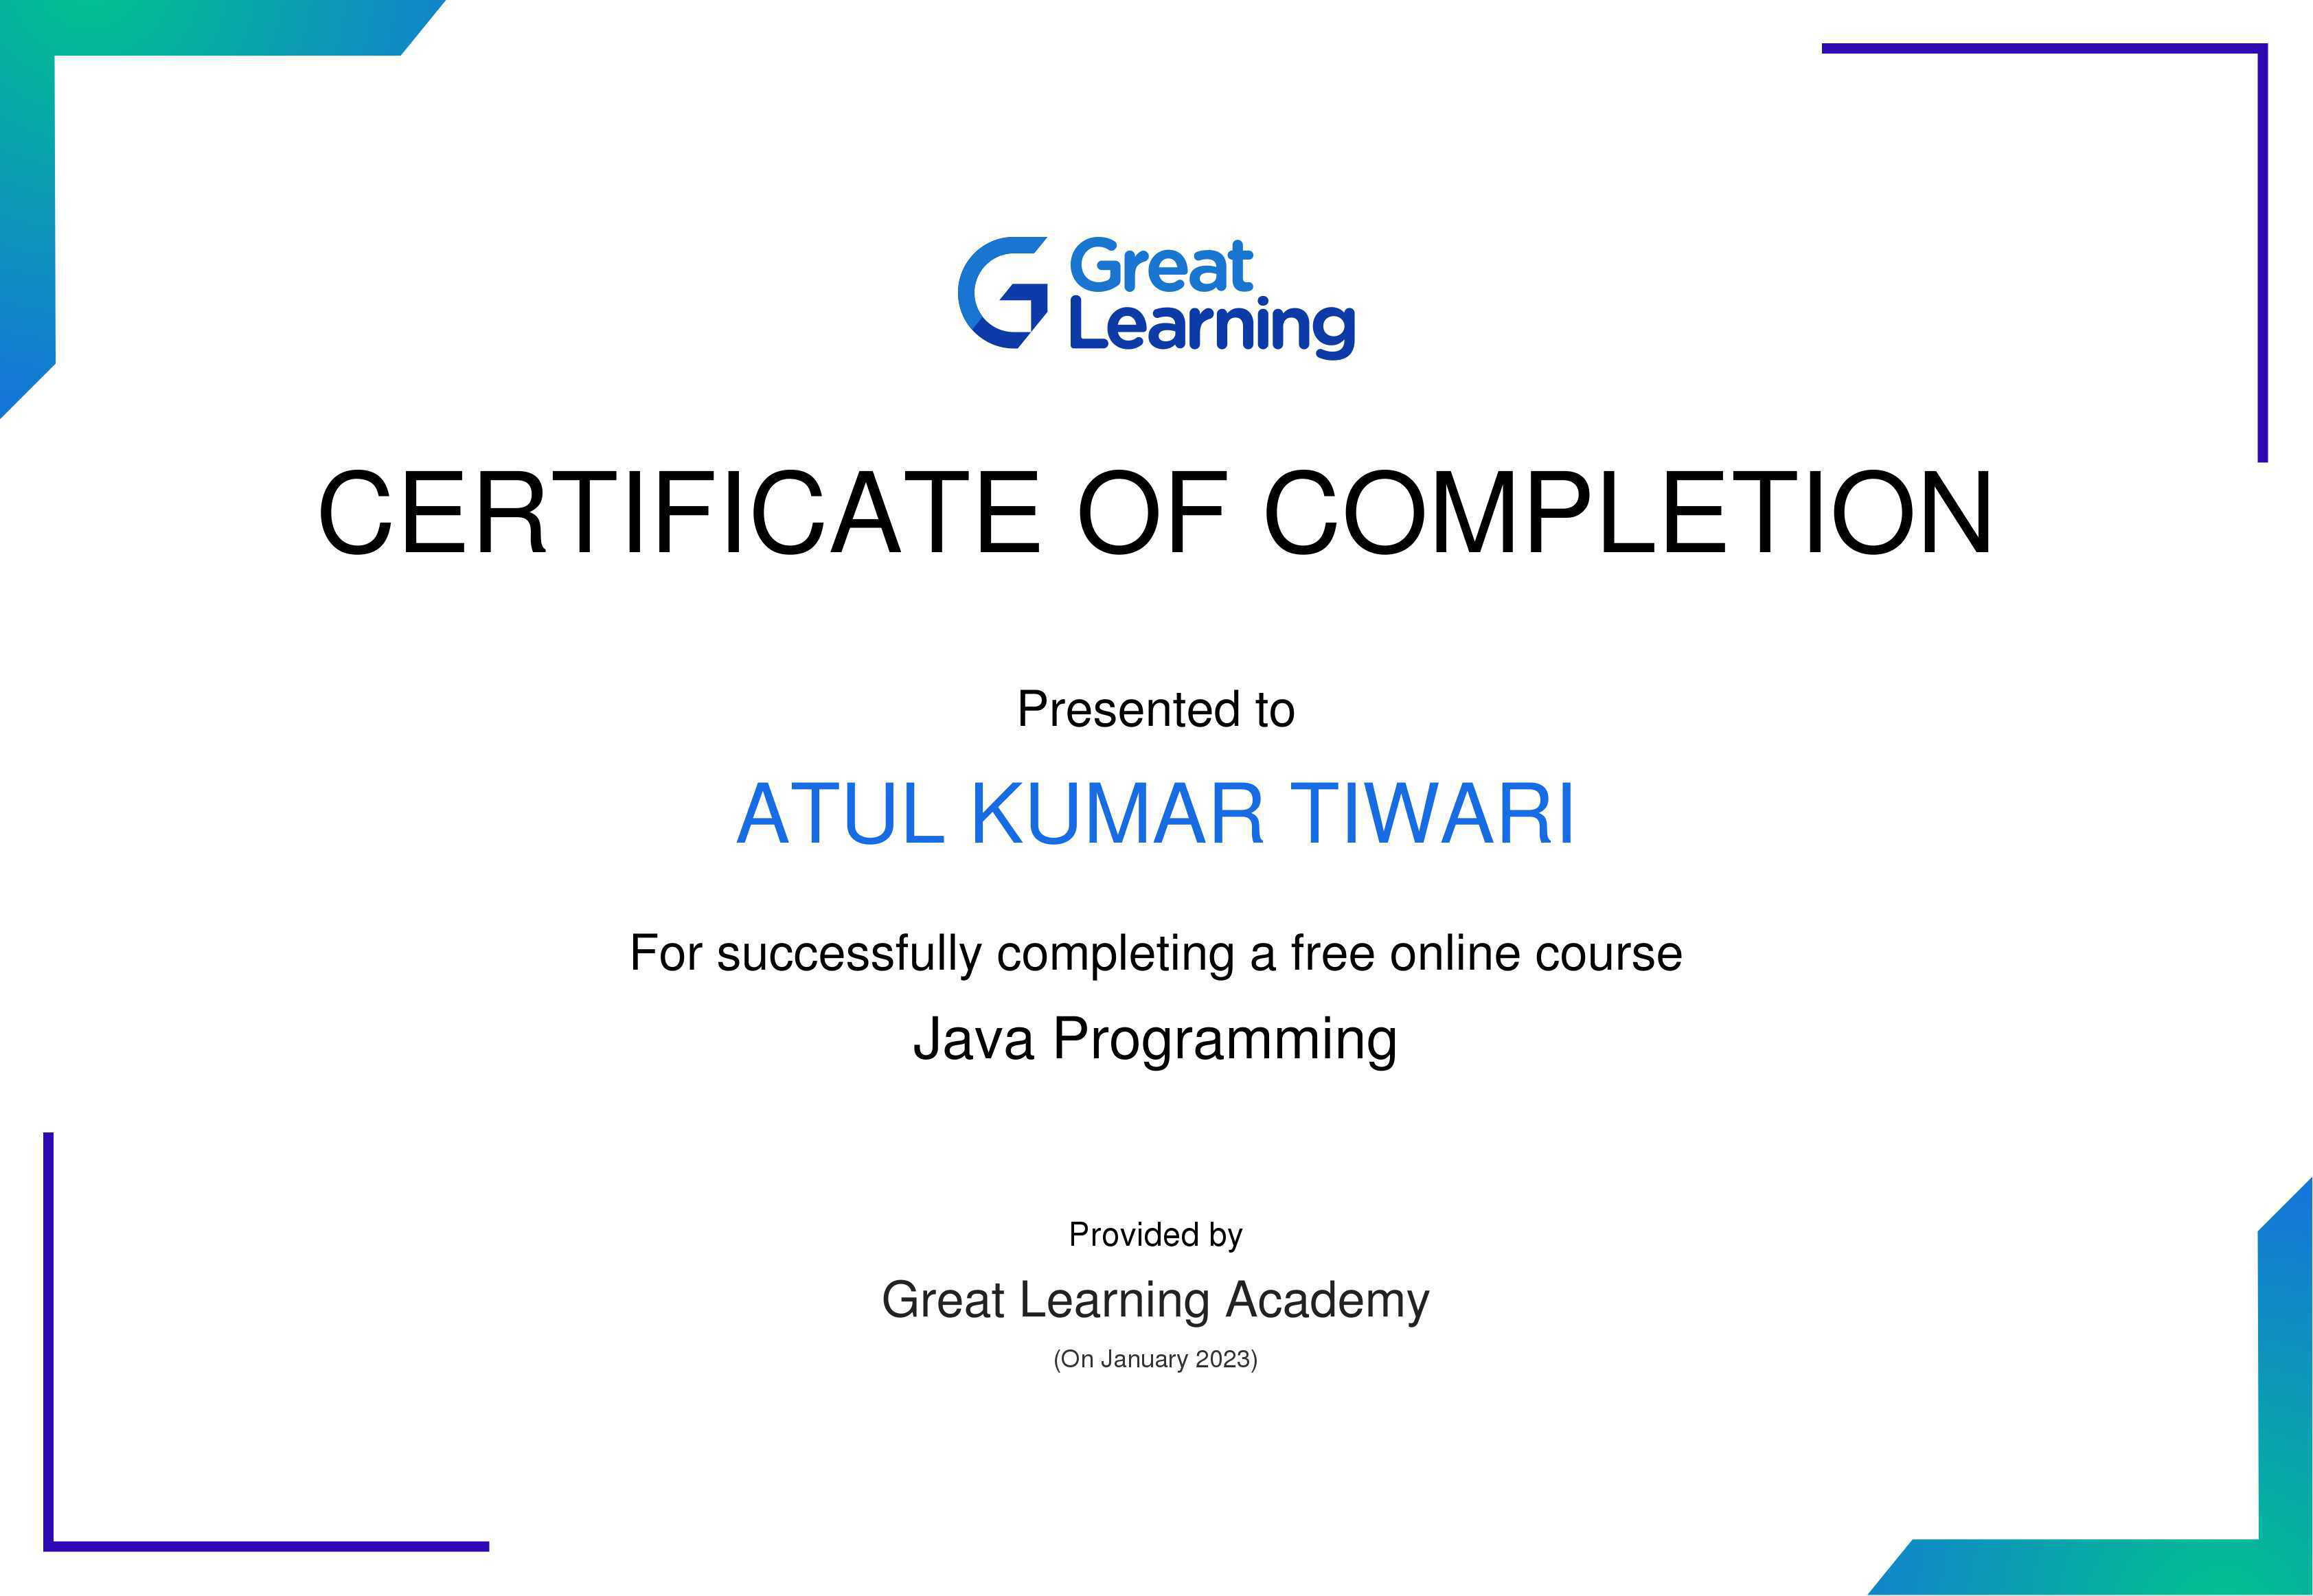 Great
Learning
CERTIFICATE OF COMPLETION
Presented to
ATUL KUMAR TIWARI
For successfully completing a free online course
Java Programming
Provided by
Great Learning Academy
(On January 2023)